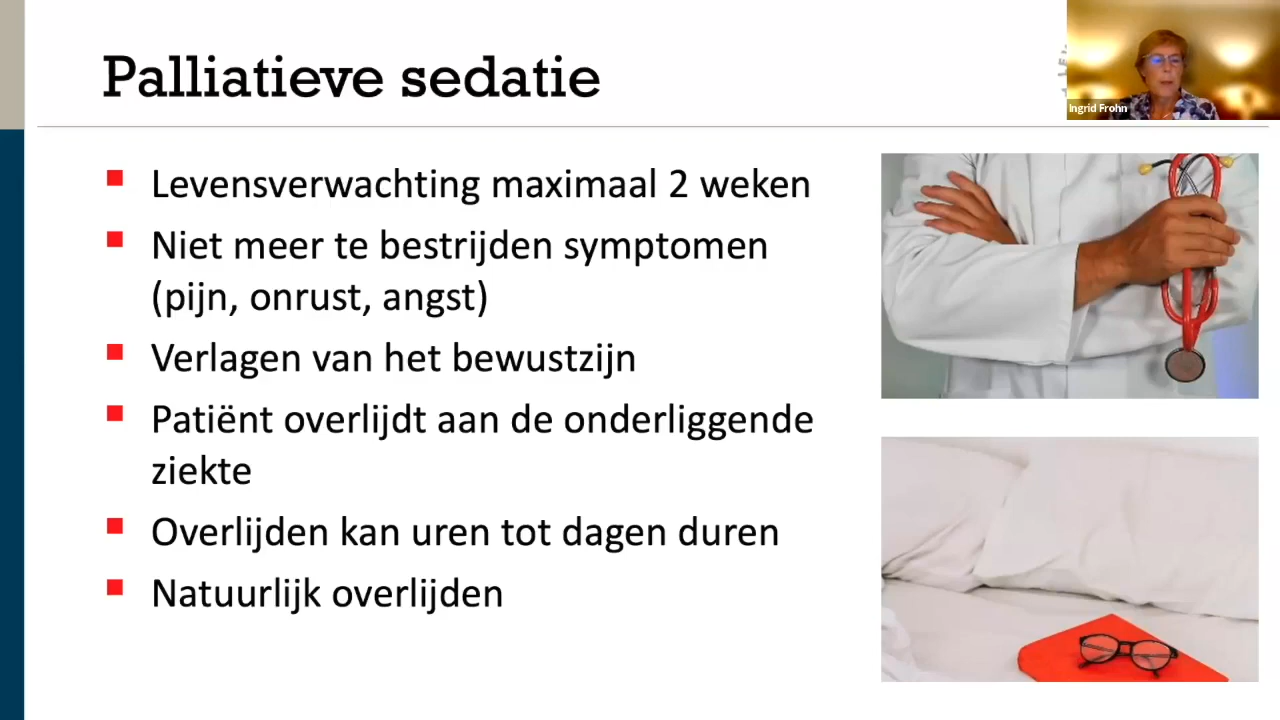 Palliatieve sedatie
Ingrid Frohn
Levensverwachting maximaal 2 weken
Niet meer te bestrijden symptomen
(pijn, onrust, angst)
Verlagen van het bewustzijn
Patiënt overlijdt aan de onderliggende
ziekte
Overlijden kan uren tot dagen duren
Natuurlijk overlijden